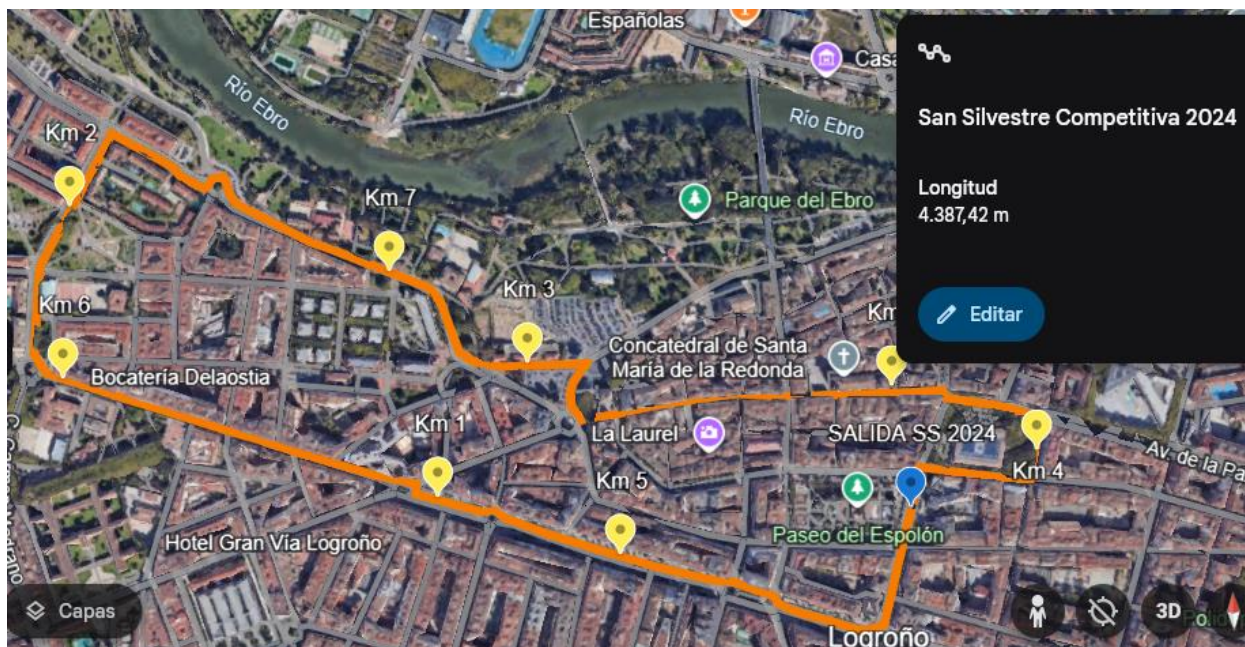 Españolas
Casa
Río Ebro
Río Ebro
San Silvestre Competitiva 2024
Longitud
4.387,42 m
Editar
Km 2
Km 7
Parque del Ebro
Km 6
Km 3
Km
Concatedral de Santa
María de la Redonda
Bocatería Delaostia
Km 1
La Laurel
SALIDA SS 2024
Km 4
Av. de la Pa
Km 5
Hotel Gran Vía Logroño
Paseo del Espolón
Capas
3D
Logroño